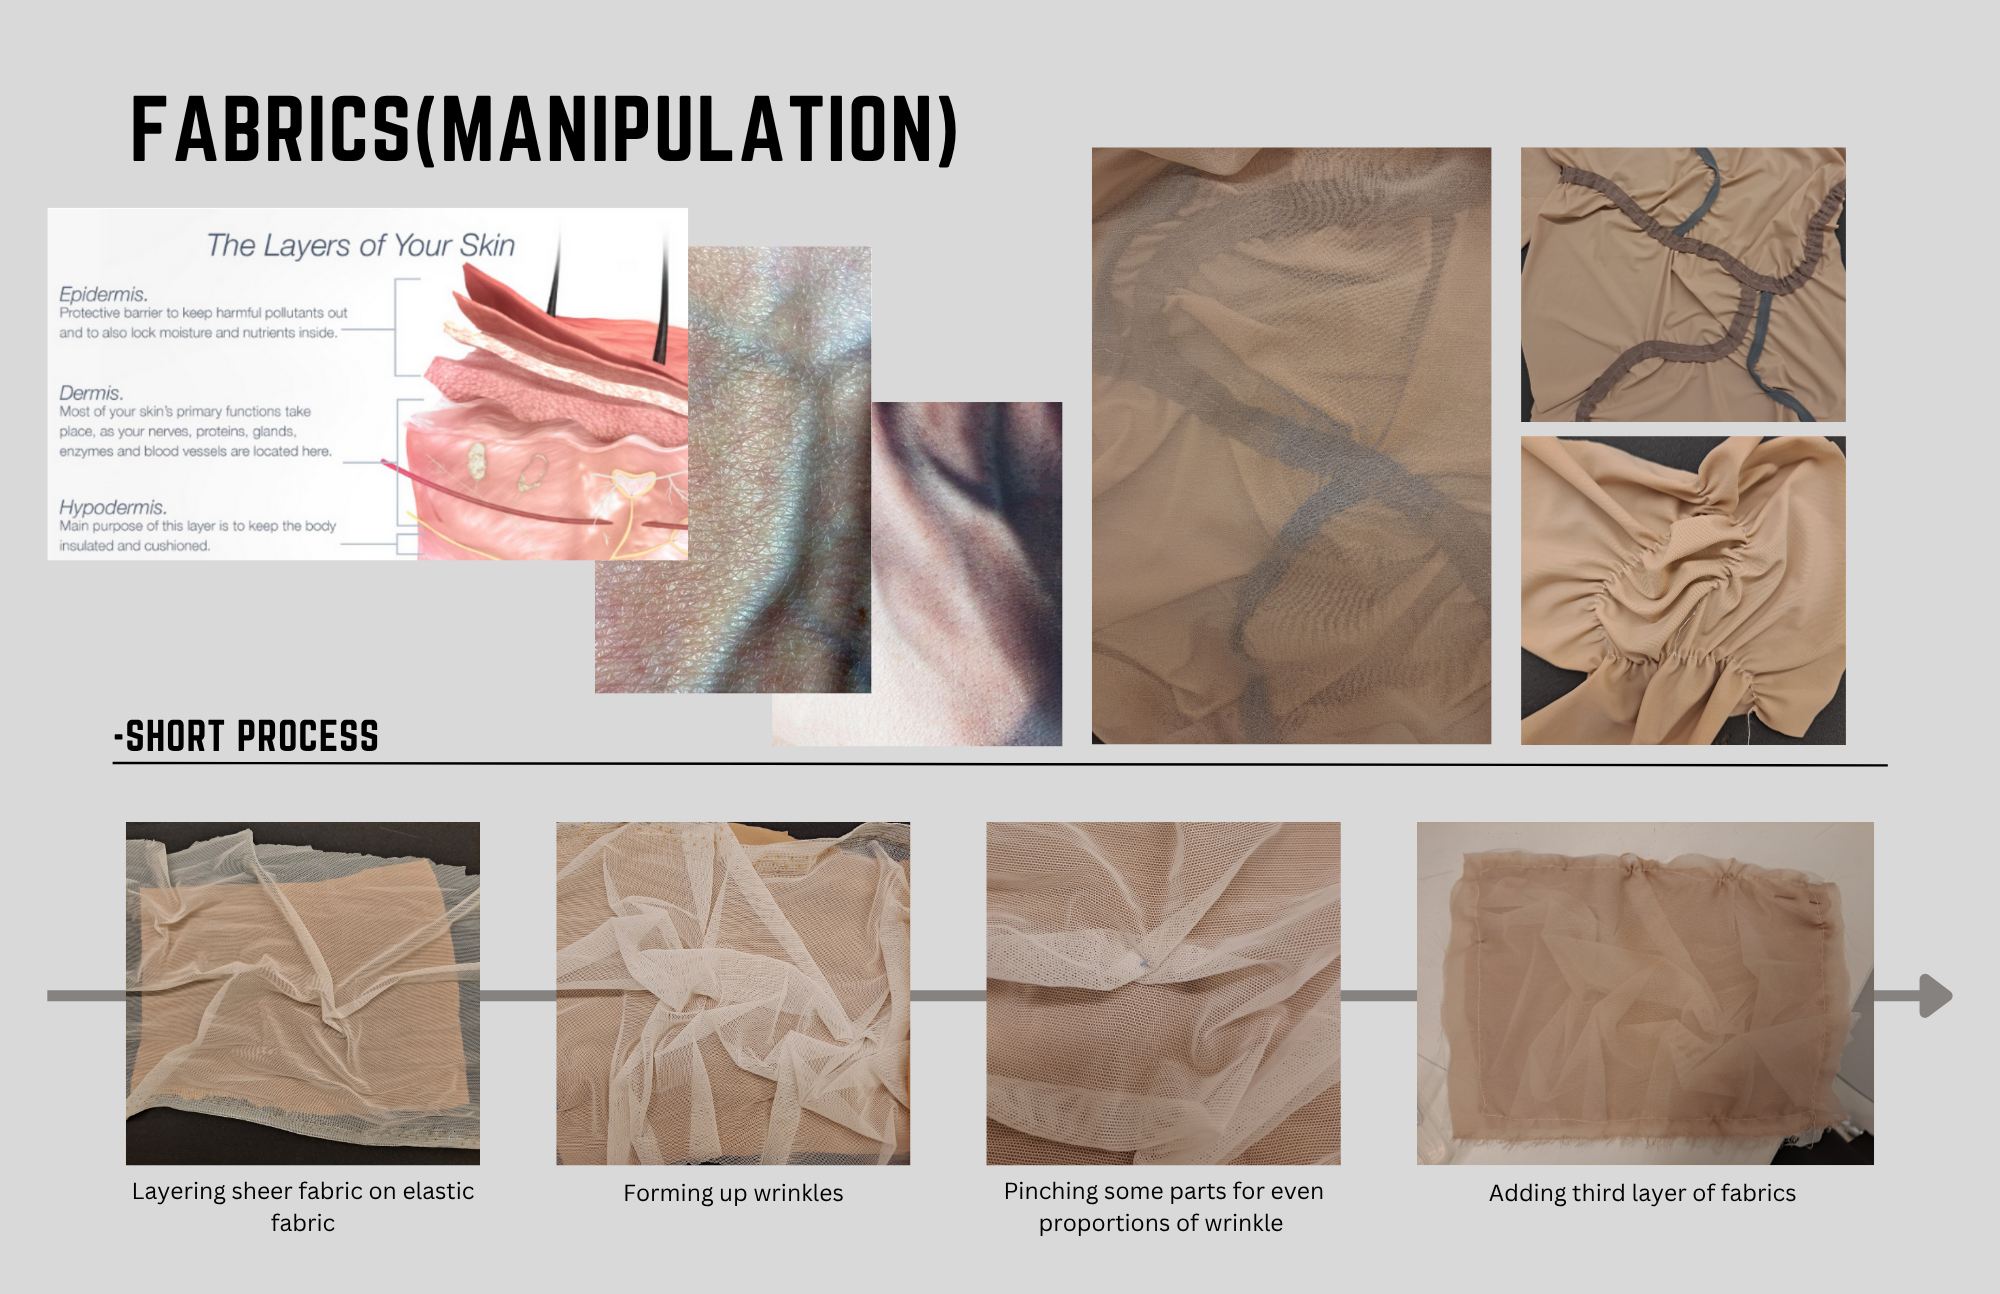 FABRICS(MANIPULATION)
The Layers of Your Skin
Epidermis.
Protective barrier to keep harmful pollutants out
and to also lock moisture and nutrients inside.
Dermis.
Most of your skin's primary functions take
place, as your nerves, proteins, glands,
enzymes and blood vessels are located here.
Hypodermis.
Main purpose of this layer is to keep the body
insulated and cushioned.
-SHORT PROCESS
Layering sheer fabric on elastic
fabric
Forming up wrinkles
Pinching some parts for even
proportions of wrinkle
Adding third layer of fabrics